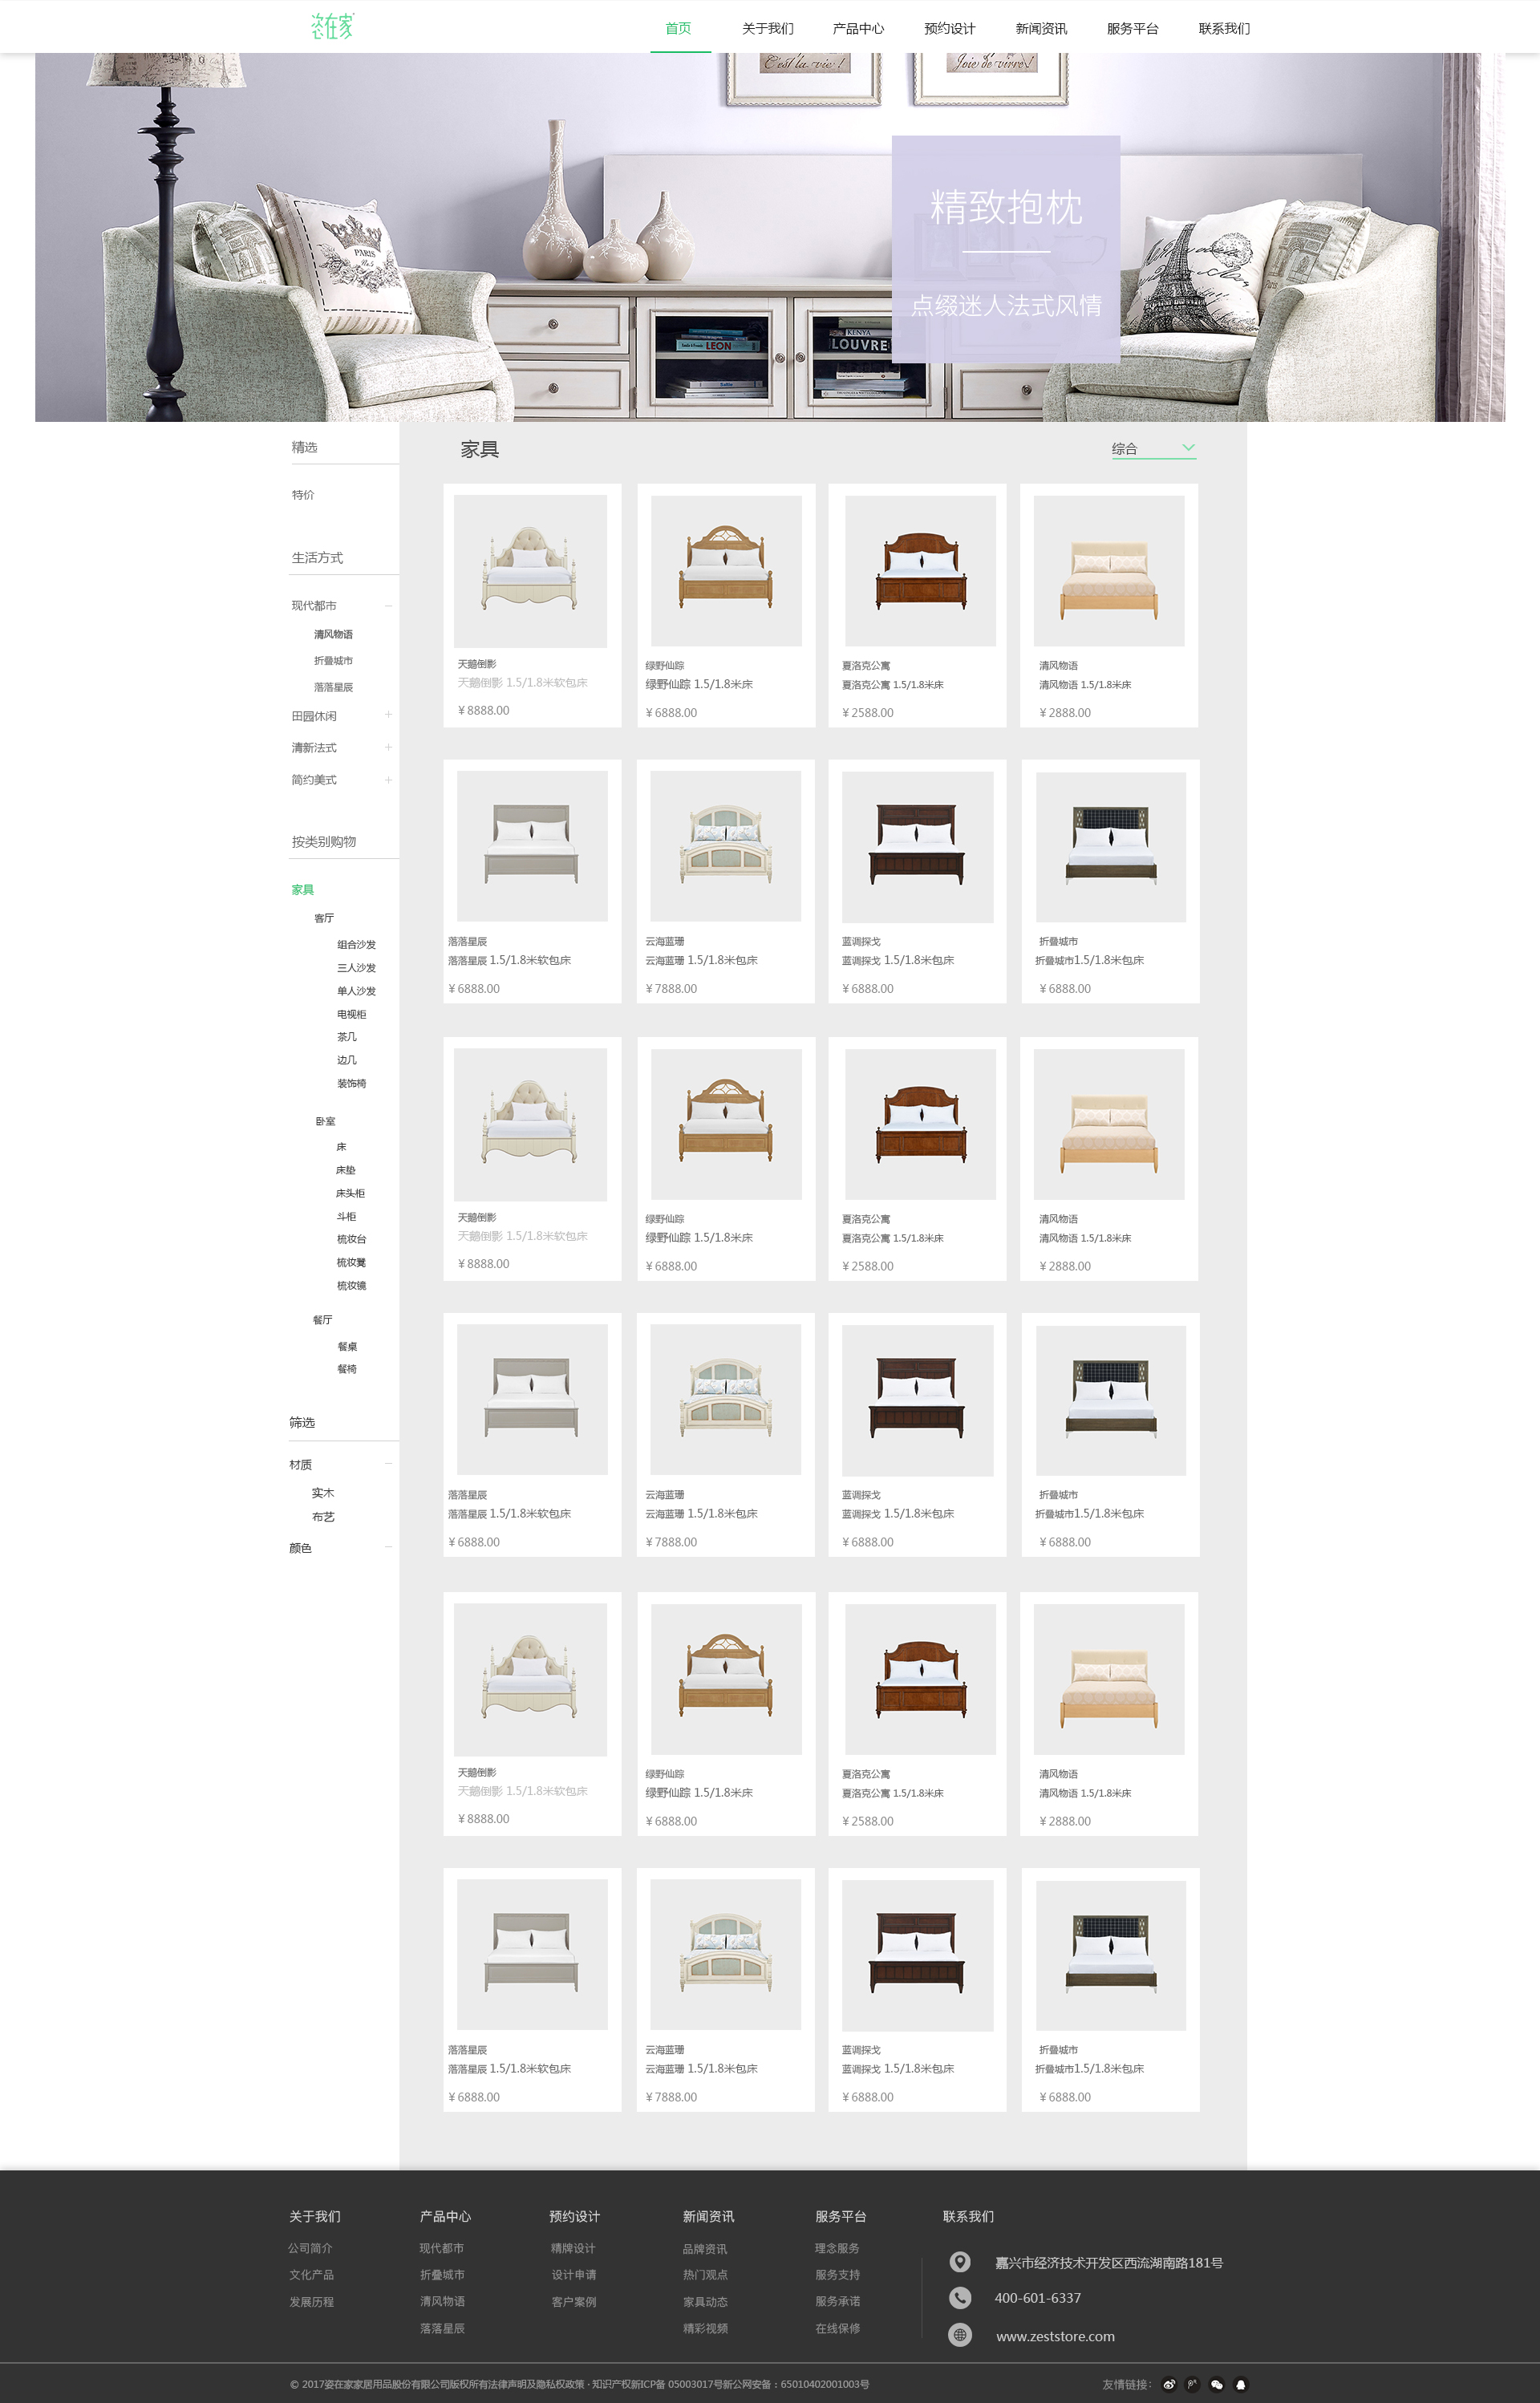 姿在家
首页 关于我们 产品中心 预约设计 新闻资讯 服务平台 联系我们
C'est la vie! Joie de vivre!
PARIS
LEON
KENYA
LOUVRE
精致抱枕
点缀迷人法式风情
精选
特价
生活方式
现代都市
清风物语
折叠城市
落落星辰
田园休闲
清新法式
简约美式
按类别购物
家具
客厅
组合沙发
三人沙发
单人沙发
电视柜
茶几
边几
装饰椅
卧室
床
床垫
床头柜
斗柜
梳妆台
梳妆凳
梳妆镜
餐厅
餐桌
餐椅
筛选
材质
实木
布艺
颜色
家具 综合
天鹅倒影 绿野仙踪 夏洛克公寓 清风物语
天鹅倒影 1.5/1.8米软包床 绿野仙踪 1.5/1.8米床 夏洛克公寓 1.5/1.8米床 清风物语 1.5/1.8米床
¥8888.00 ¥6888.00 ¥2588.00 ¥2888.00
落落星辰 云海蓝珊 蓝调探戈 折叠城市
落落星辰 1.5/1.8米软包床 云海蓝珊 1.5/1.8米包床 蓝调探戈 1.5/1.8米包床 折叠城市1.5/1.8米包床
¥6888.00 ¥7888.00 ¥6888.00 ¥6888.00
天鹅倒影 绿野仙踪 夏洛克公寓 清风物语
天鹅倒影 1.5/1.8米软包床 绿野仙踪 1.5/1.8米床 夏洛克公寓 1.5/1.8米床 清风物语 1.5/1.8米床
¥8888.00 ¥6888.00 ¥2588.00 ¥2888.00
落落星辰 云海蓝珊 蓝调探戈 折叠城市
落落星辰 1.5/1.8米软包床 云海蓝珊 1.5/1.8米包床 蓝调探戈 1.5/1.8米包床 折叠城市1.5/1.8米包床
¥6888.00 ¥7888.00 ¥6888.00 ¥6888.00
天鹅倒影 绿野仙踪 夏洛克公寓 清风物语
天鹅倒影 1.5/1.8米软包床 绿野仙踪 1.5/1.8米床 夏洛克公寓 1.5/1.8米床 清风物语 1.5/1.8米床
¥8888.00 ¥6888.00 ¥2588.00 ¥2888.00
落落星辰 云海蓝珊 蓝调探戈 折叠城市
落落星辰 1.5/1.8米软包床 云海蓝珊 1.5/1.8米包床 蓝调探戈 1.5/1.8米包床 折叠城市1.5/1.8米包床
¥6888.00 ¥7888.00 ¥6888.00 ¥6888.00
关于我们 产品中心 预约设计 新闻资讯 服务平台 联系我们
公司简介 现代都市 精牌设计 品牌资讯 理念服务
文化产品 折叠城市 设计申请 热门观点 服务支持
发展历程 清风物语 客户案例 家具动态 服务承诺
落落星辰 精彩视频 在线保修
嘉兴市经济技术开发区西流湖南路181号
400-601-6337
www.zeststore.com
© 2017姿在家家居用品股份有限公司版权所有法律声明及隐私权政策 · 知识产权新ICP备 05003017号新公网安备：65010402001003号
友情链接：